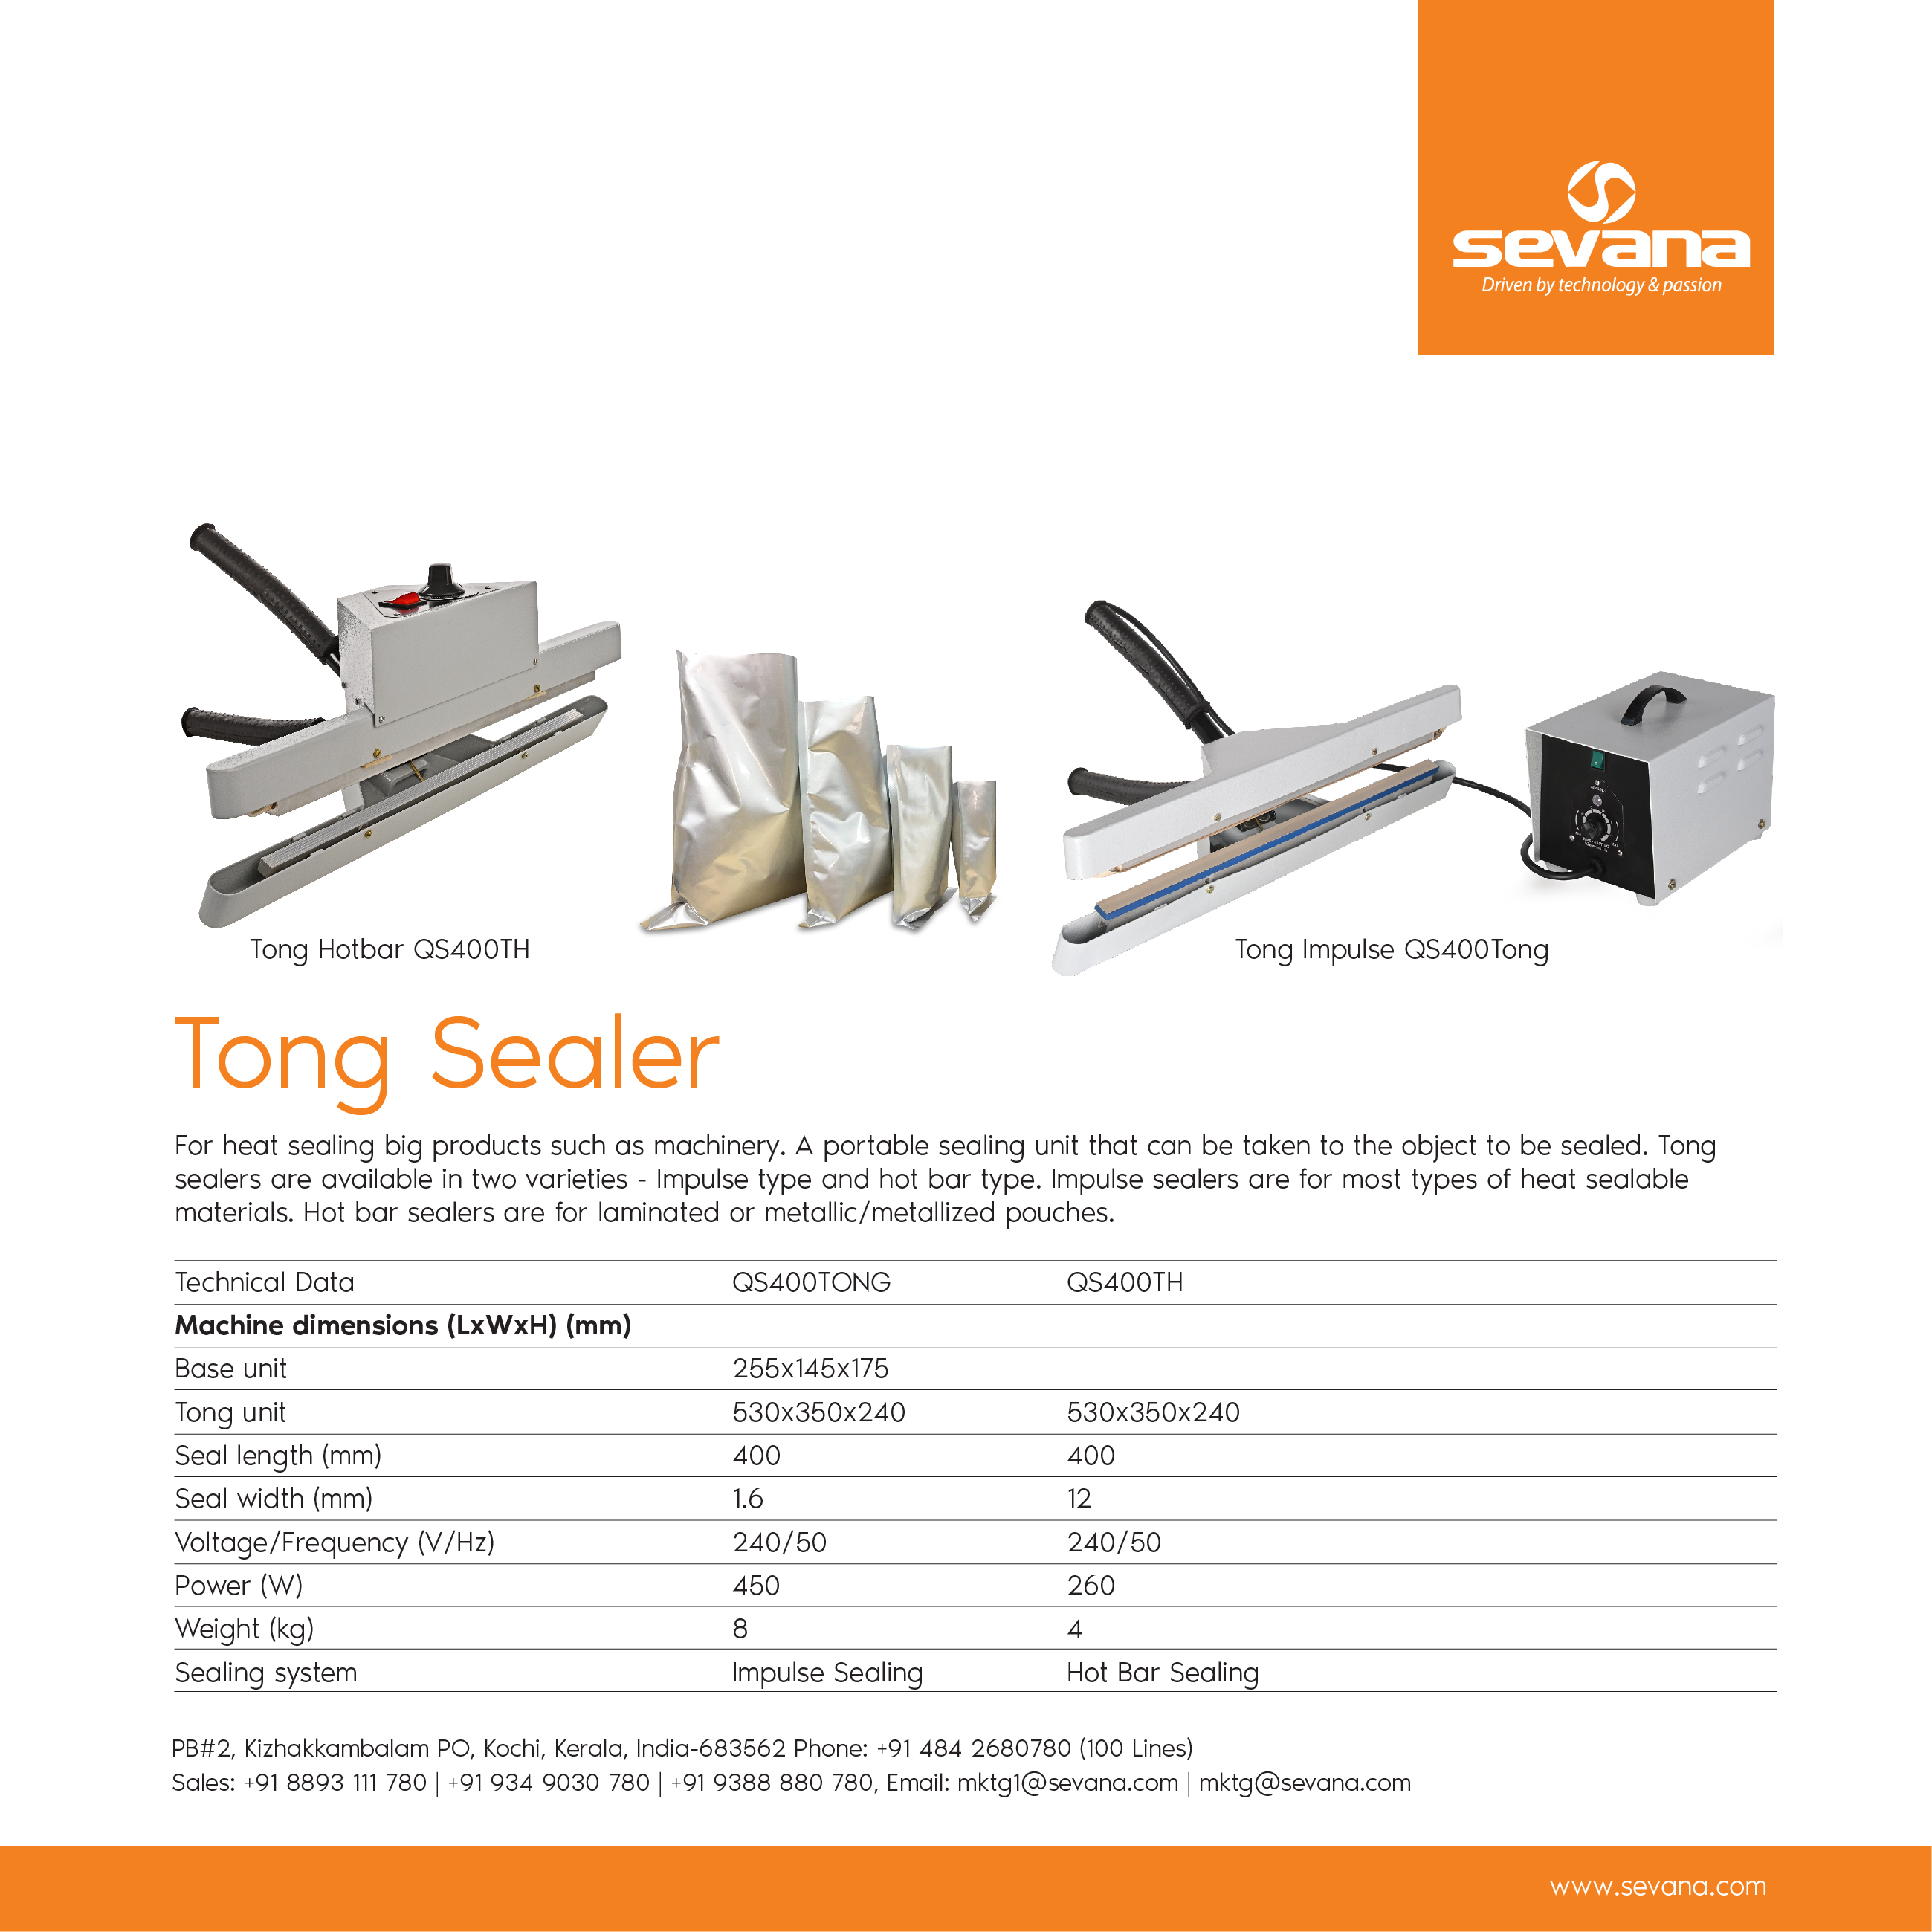 sevana
Driven by technology & passion
Tong Hotbar QS400TH
Tong Impulse QS400Tong
Tong Sealer
For heat sealing big products such as machinery. A portable sealing unit that can be taken to the object to be sealed. Tong
sealers are available in two varieties - Impulse type and hot bar type. Impulse sealers are for most types of heat sealable
materials. Hot bar sealers are for laminated or metallic/metallized pouches.
Technical Data QS400TONG QS400TH
Machine dimensions (LxWxH) (mm)
Base unit 255x145x175
Tong unit 530x350x240 530x350x240
Seal length (mm) 400 400
Seal width (mm) 1.6 12
Voltage/Frequency (V/Hz) 240/50 240/50
Power (W) 450 260
Weight (kg) 8 4
Sealing system Impulse Sealing Hot Bar Sealing
PB#2, Kizhakkambalam PO, Kochi, Kerala, India-683562 Phone: +91 484 2680780 (100 Lines)
Sales: +91 8893 111 780 | +91 934 9030 780 | +91 9388 880 780, Email: mktg1@sevana.com | mktg@sevana.com
www.sevana.com